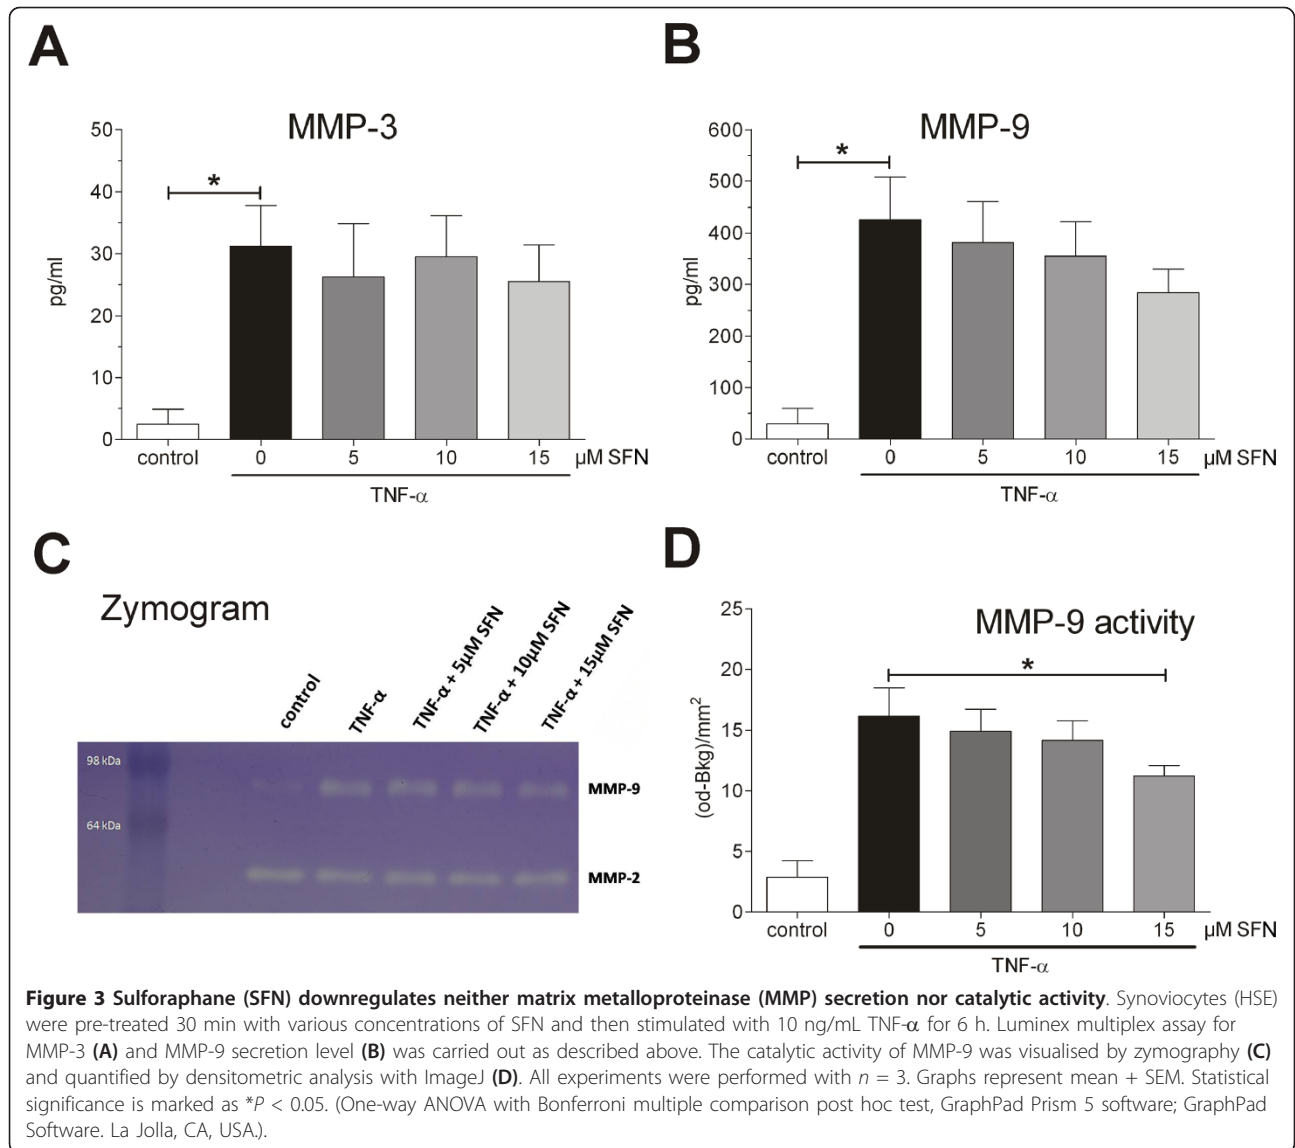 A
MMP-3
*
50
40
30
20
10
0
pg/ml
control 0 5 10 15 µM SFN
TNF-α
B
MMP-9
*
600
500
400
300
200
100
0
pg/ml
control 0 5 10 15 µM SFN
TNF-α
C
Zymogram
control
TNF-α
TNF-α + 5µM SFN
TNF-α + 10µM SFN
TNF-α + 15µM SFN
98 kDa
MMP-9
64 kDa
MMP-2
D
MMP-9 activity
*
25
20
15
10
5
0
(od-Bkg)/mm²
control 0 5 10 15 µM SFN
TNF-α
Figure 3 Sulforaphane (SFN) downregulates neither matrix metalloproteinase (MMP) secretion nor catalytic activity. Synoviocytes (HSE)
were pre-treated 30 min with various concentrations of SFN and then stimulated with 10 ng/mL TNF-α for 6 h. Luminex multiplex assay for
MMP-3 (A) and MMP-9 secretion level (B) was carried out as described above. The catalytic activity of MMP-9 was visualised by zymography (C)
and quantified by densitometric analysis with ImageJ (D). All experiments were performed with n = 3. Graphs represent mean + SEM. Statistical
significance is marked as *P < 0.05. (One-way ANOVA with Bonferroni multiple comparison post hoc test, GraphPad Prism 5 software; GraphPad
Software. La Jolla, CA, USA.).